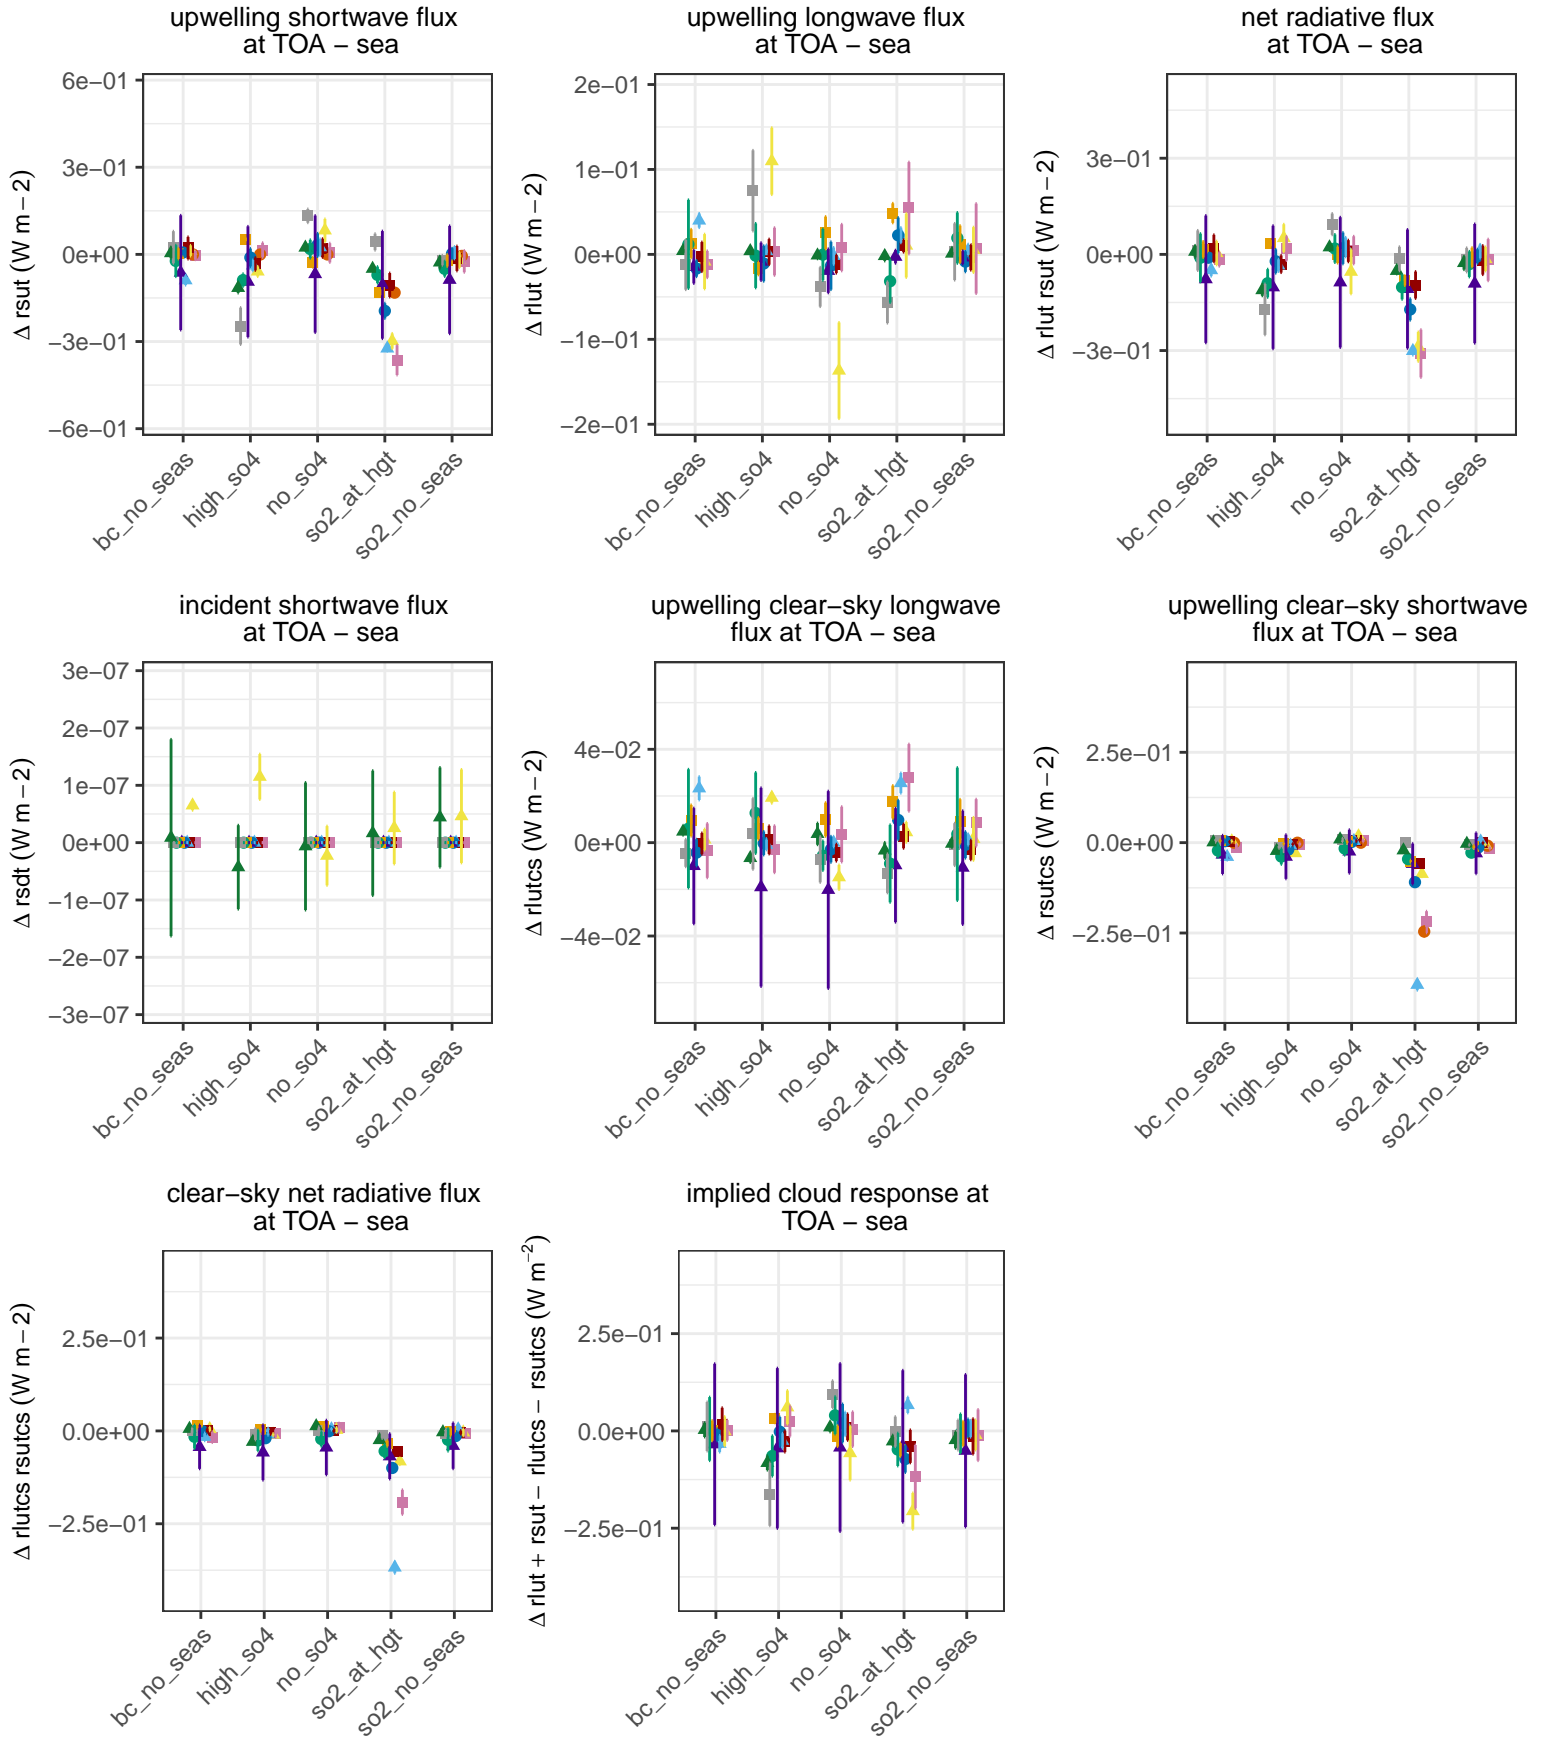 upwelling shortwave flux
at TOA − sea
Δ rsut (W m − 2)
6e−01
3e−01
0e+00
−3e−01
−6e−01
bc_no_seas
high_so4
no_so4
so2_at_hgt
so2_no_seas
upwelling longwave flux
at TOA − sea
Δ rlut (W m − 2)
2e−01
1e−01
0e+00
−1e−01
−2e−01
bc_no_seas
high_so4
no_so4
so2_at_hgt
so2_no_seas
net radiative flux
at TOA − sea
Δ rlut rsut (W m − 2)
3e−01
0e+00
−3e−01
bc_no_seas
high_so4
no_so4
so2_at_hgt
so2_no_seas
incident shortwave flux
at TOA − sea
Δ rsdt (W m − 2)
3e−07
2e−07
1e−07
0e+00
−1e−07
−2e−07
−3e−07
bc_no_seas
high_so4
no_so4
so2_at_hgt
so2_no_seas
upwelling clear−sky longwave
flux at TOA − sea
Δ rlutcs (W m − 2)
4e−02
0e+00
−4e−02
bc_no_seas
high_so4
no_so4
so2_at_hgt
so2_no_seas
upwelling clear−sky shortwave
flux at TOA − sea
Δ rsutcs (W m − 2)
2.5e−01
0.0e+00
−2.5e−01
bc_no_seas
high_so4
no_so4
so2_at_hgt
so2_no_seas
clear−sky net radiative flux
at TOA − sea
Δ rlutcs rsutcs (W m − 2)
2.5e−01
0.0e+00
−2.5e−01
bc_no_seas
high_so4
no_so4
so2_at_hgt
so2_no_seas
implied cloud response at
TOA − sea
Δ rlut + rsut − rlutcs − rsutcs (W m⁻²)
2.5e−01
0.0e+00
−2.5e−01
bc_no_seas
high_so4
no_so4
so2_at_hgt
so2_no_seas